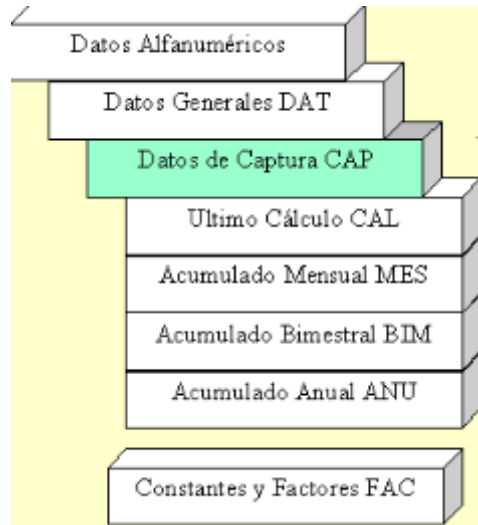 Datos Alfanuméricos
Datos Generales DAT
Datos de Captura CAP
Ultimo Cálculo CAL
Acumulado Mensual MES
Acumulado Bimestral BIM
Acumulado Anual ANU
Constantes y Factores FAC